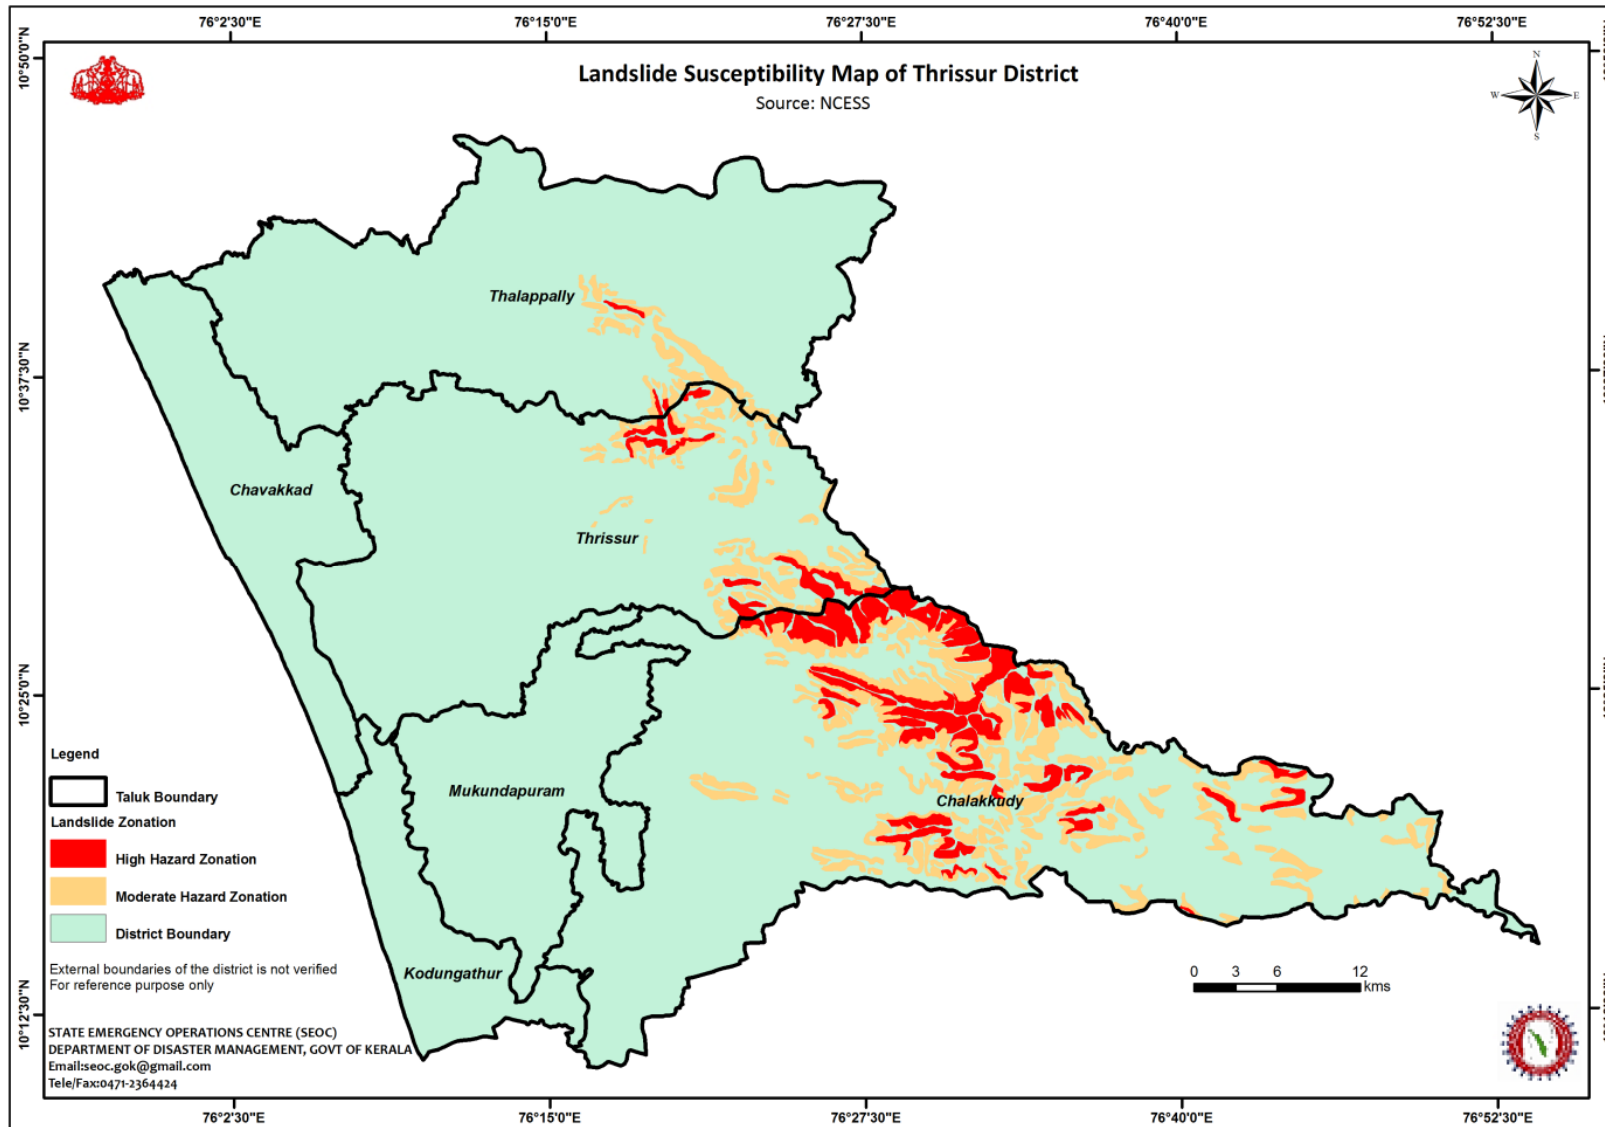 76°2'30"E
76°15'0"E
76°27'30"E
76°40'0"E
76°52'30"E
10°50'0"N
Landslide Susceptibility Map of Thrissur District
Source: NCESS
N
W
E
S
Thalappally
10°37'30"N
Chavakkad
Thrissur
10°25'0"N
Legend
Taluk Boundary
Landslide Zonation
High Hazard Zonation
Moderate Hazard Zonation
District Boundary
Mukundapuram
Chalakkudy
Kodungathur
External boundaries of the district is not verified
For reference purpose only
0 3 6 12
kms
10°12'30"N
STATE EMERGENCY OPERATIONS CENTRE (SEOC)
DEPARTMENT OF DISASTER MANAGEMENT, GOVT OF KERALA
Email:seoc.gok@gmail.com
Tele/Fax:0471-2364424
76°2'30"E
76°15'0"E
76°27'30"E
76°40'0"E
76°52'30"E